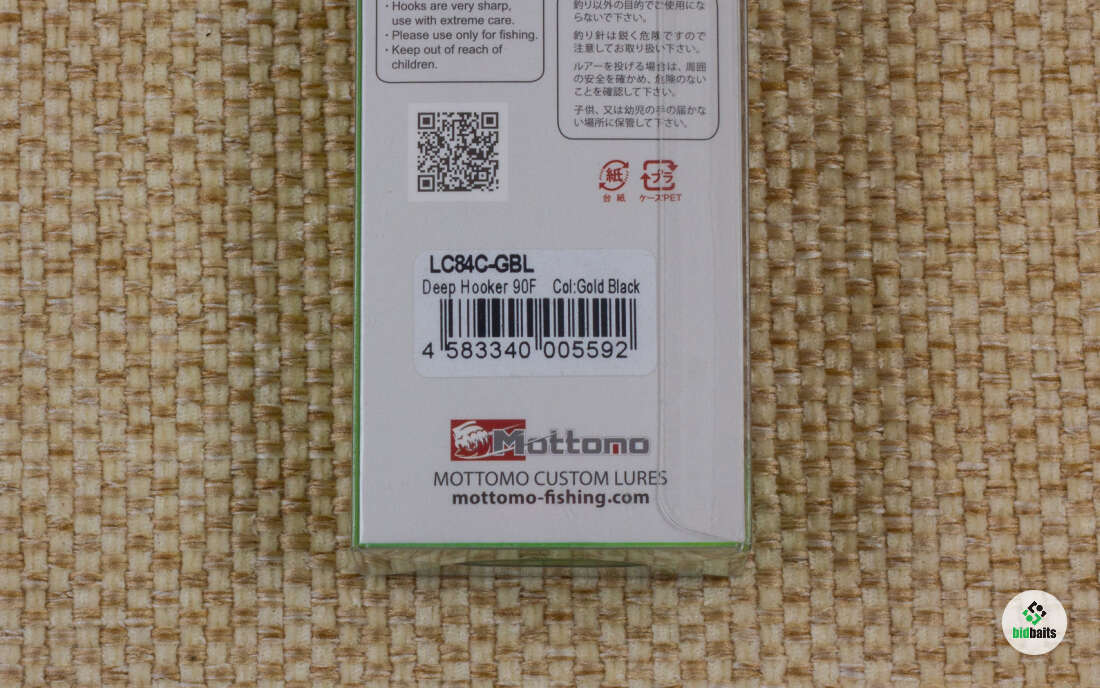 · Hooks are very sharp,
use with extreme care.
· Please use only for fishing.
· Keep out of reach of
children.
釣り以外の目的でご使用にな
らないで下さい。
釣り針は鋭く危険ですので
注意してお取り扱い下さい。
ルアーを投げる場合は、周囲
の安全を確かめ、危険のない
ことを確認して下さい。
子供、又は幼児の手の届かな
い場所に保管して下さい。
紙
台紙
プラ
ケースPET
LC84C-GBL
Deep Hooker 90F Col:Gold Black
4 583340 005592
Mottomo
MOTTOMO CUSTOM LURES
mottomo-fishing.com
bidbaits